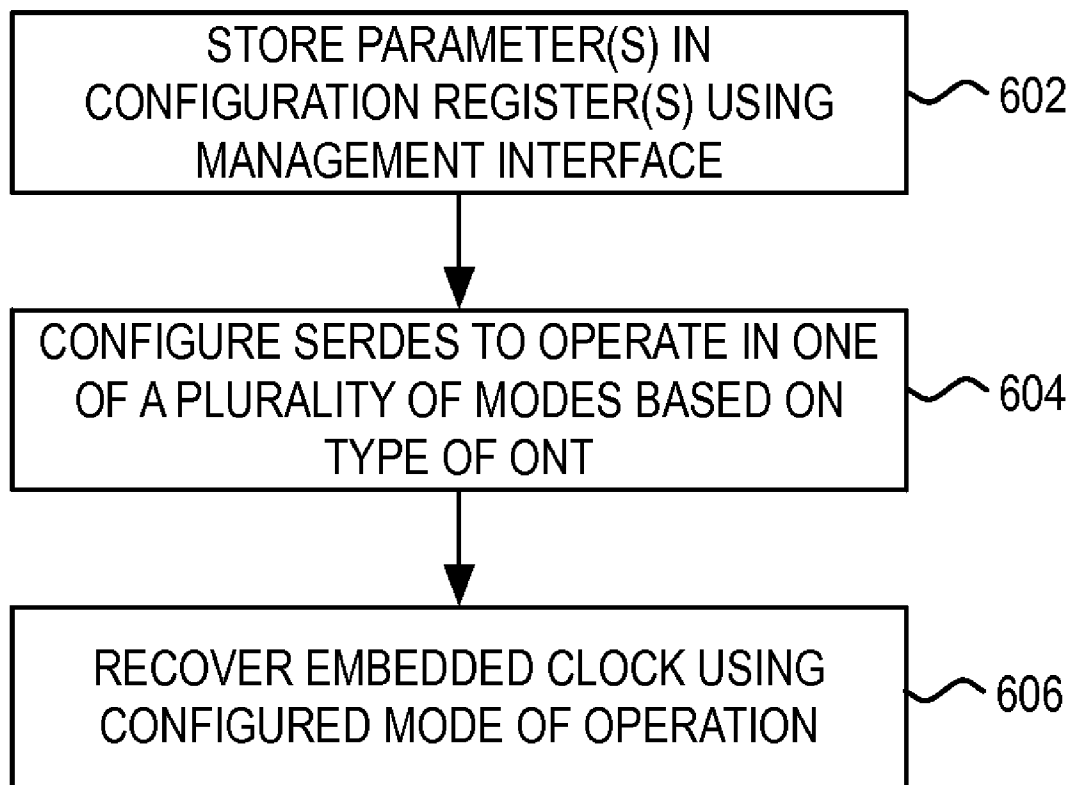 STORE PARAMETER(S) IN
CONFIGURATION REGISTER(S) USING
MANAGEMENT INTERFACE
602
CONFIGURE SERDES TO OPERATE IN ONE
OF A PLURALITY OF MODES BASED ON
TYPE OF ONT
604
RECOVER EMBEDDED CLOCK USING
CONFIGURED MODE OF OPERATION
606